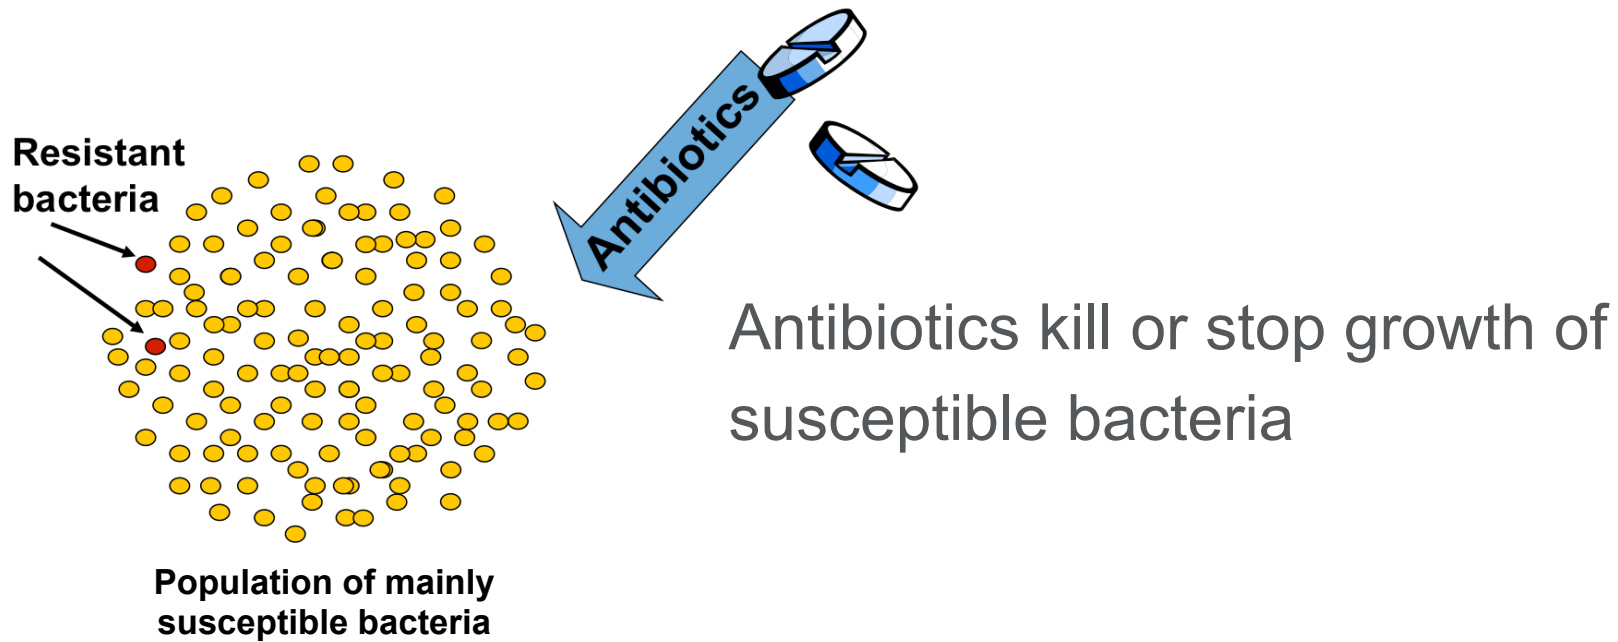 Resistant
bacteria
Antibiotics
Antibiotics kill or stop growth of
susceptible bacteria
Population of mainly
susceptible bacteria